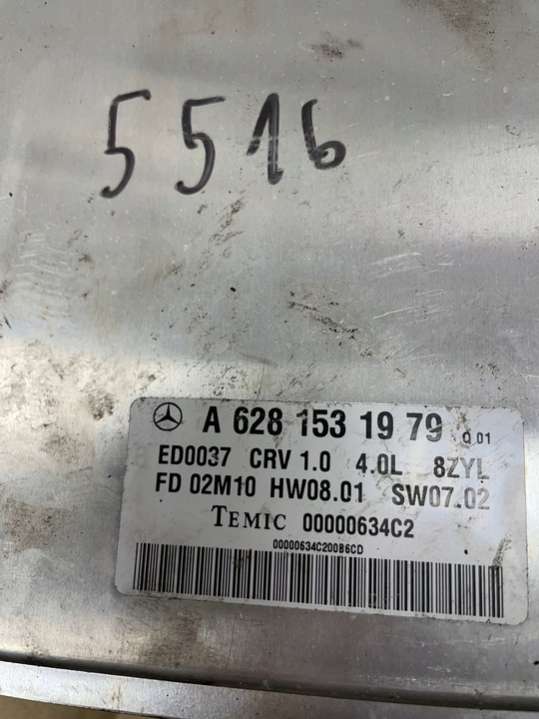 5516
A 628 153 19 79 Q 01
ED0037 CRV 1.0 4.0L 8ZYL
FD 02M10 HW08.01 SW07.02
TEMIC 00000634C2
00000634C20086CD